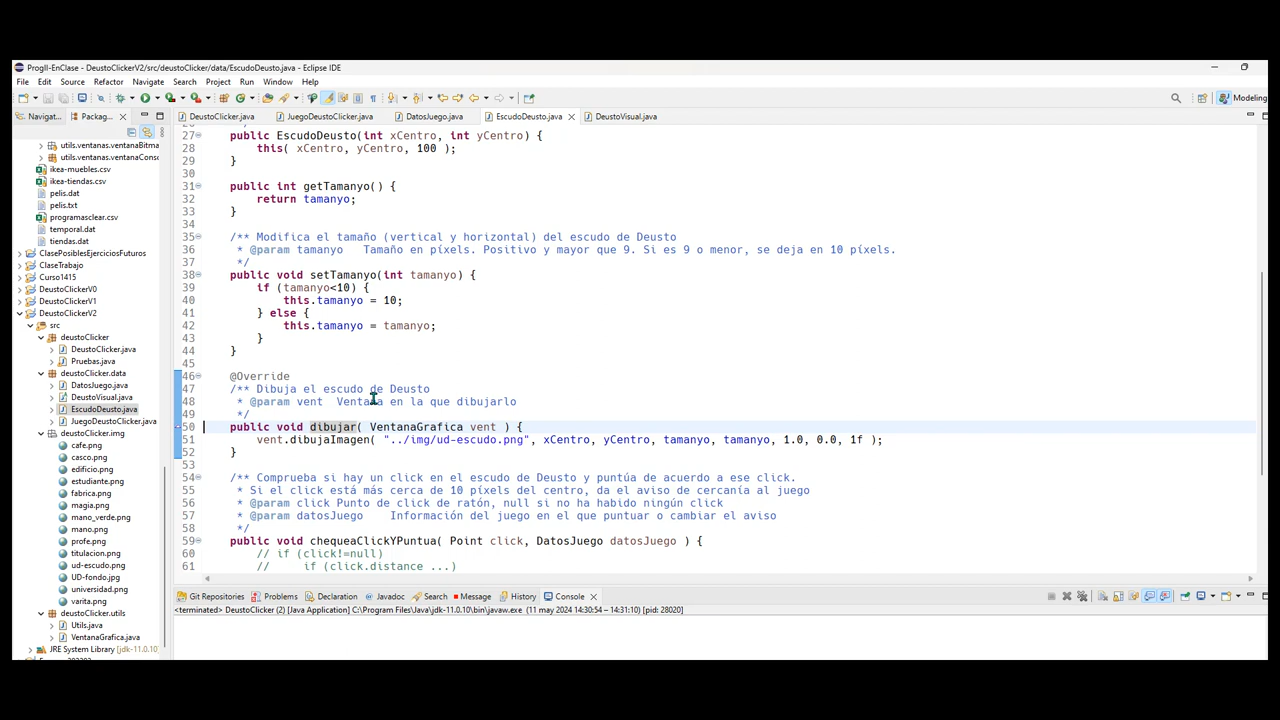 ProgII-EnClase - DeustoClickerV2/src/deustoClicker/data/EscudoDeusto.java - Eclipse IDE
File Edit Source Refactor Navigate Search Project Run Window Help
Modeling
Navigat... Packag...
DeustoClicker.java JuegoDeustoClicker.java DatosJuego.java EscudoDeusto.java DeustoVisual.java
utils.ventanas.ventanaBitma
utils.ventanas.ventanaConso
ikea-muebles.csv
ikea-tiendas.csv
pelis.dat
pelis.txt
programasclear.csv
temporal.dat
tiendas.dat
ClasePosiblesEjerciciosFuturos
ClaseTrabajo
Curso1415
DeustoClickerV0
DeustoClickerV1
DeustoClickerV2
src
deustoClicker
DeustoClicker.java
Pruebas.java
deustoClicker.data
DatosJuego.java
DeustoVisual.java
EscudoDeusto.java
JuegoDeustoClicker.java
deustoClicker.img
cafe.png
casco.png
edificio.png
estudiante.png
fabrica.png
magia.png
mano_verde.png
mano.png
profe.png
titulacion.png
ud-escudo.png
UD-fondo.jpg
universidad.png
varita.png
deustoClicker.utils
Utils.java
VentanaGrafica.java
JRE System Library [jdk-11.0.10]
27 public EscudoDeusto(int xCentro, int yCentro) {
28 this( xCentro, yCentro, 100 );
29 }
30
31 public int getTamanyo() {
32 return tamanyo;
33 }
34
35 /** Modifica el tamaño (vertical y horizontal) del escudo de Deusto
36 * @param tamanyo Tamaño en píxels. Positivo y mayor que 9. Si es 9 o menor, se deja en 10 píxels.
37 */
38 public void setTamanyo(int tamanyo) {
39 if (tamanyo<10) {
40 this.tamanyo = 10;
41 } else {
42 this.tamanyo = tamanyo;
43 }
44 }
45
46 @Override
47 /** Dibuja el escudo de Deusto
48 * @param vent Ventana en la que dibujarlo
49 */
50 public void dibujar( VentanaGrafica vent ) {
51 vent.dibujaImagen( "../img/ud-escudo.png", xCentro, yCentro, tamanyo, tamanyo, 1.0, 0.0, 1f );
52 }
53
54 /** Comprueba si hay un click en el escudo de Deusto y puntúa de acuerdo a ese click.
55 * Si el click está más cerca de 10 píxels del centro, da el aviso de cercanía al juego
56 * @param click Punto de click de ratón, null si no ha habido ningún click
57 * @param datosJuego Información del juego en el que puntuar o cambiar el aviso
58 */
59 public void chequeaClickYPuntua( Point click, DatosJuego datosJuego ) {
60 // if (click!=null)
61 // if (click.distance ...)
Git Repositories Problems Declaration Javadoc Search Message History Console
<terminated> DeustoClicker (2) [Java Application] C:\Program Files\Java\jdk-11.0.10\bin\javaw.exe (11 may 2024 14:30:54 – 14:31:10) [pid: 28020]